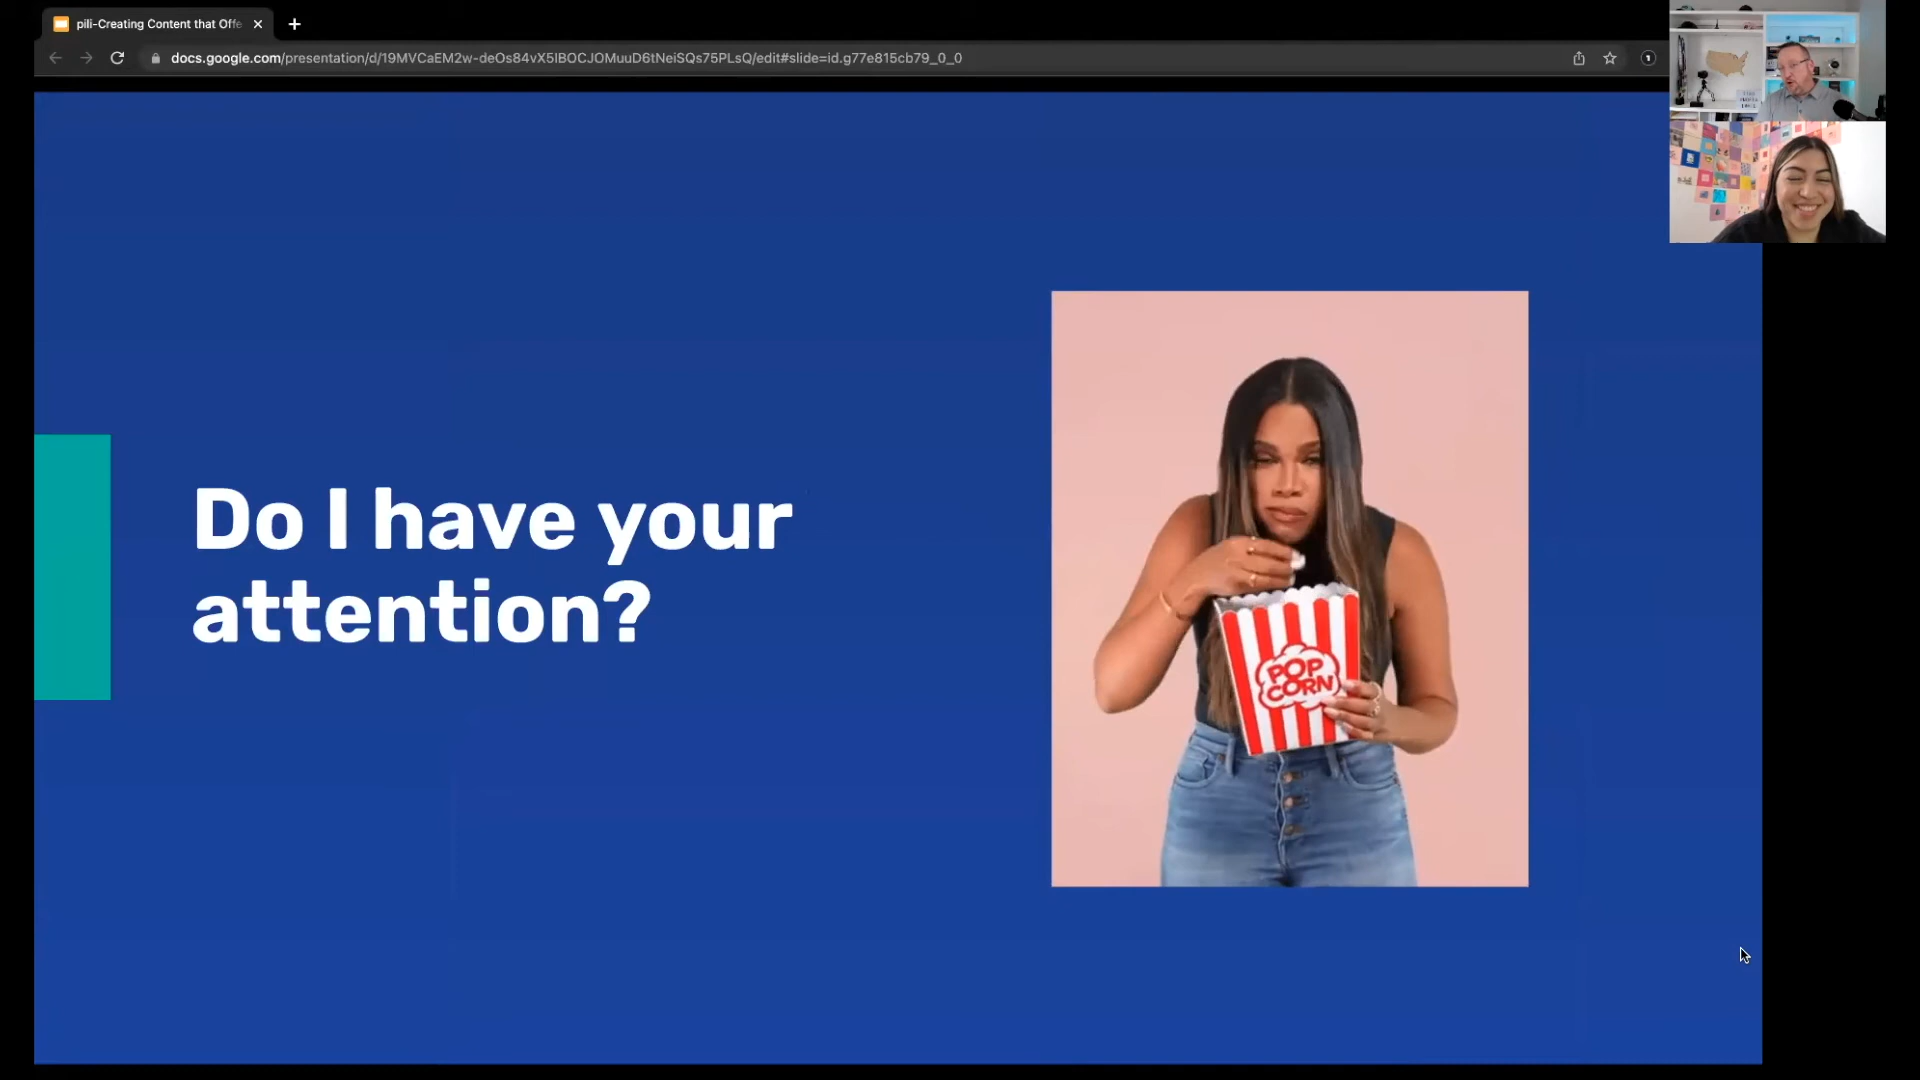 pili-Creating Content that Offe
docs.google.com/presentation/d/19MVCaEM2w-deOs84vX5IBOCJOMuuD6tNeiSQs75PLsQ/edit#slide=id.g77e815cb79_0_0
Do I have your
attention?
POP
CORN